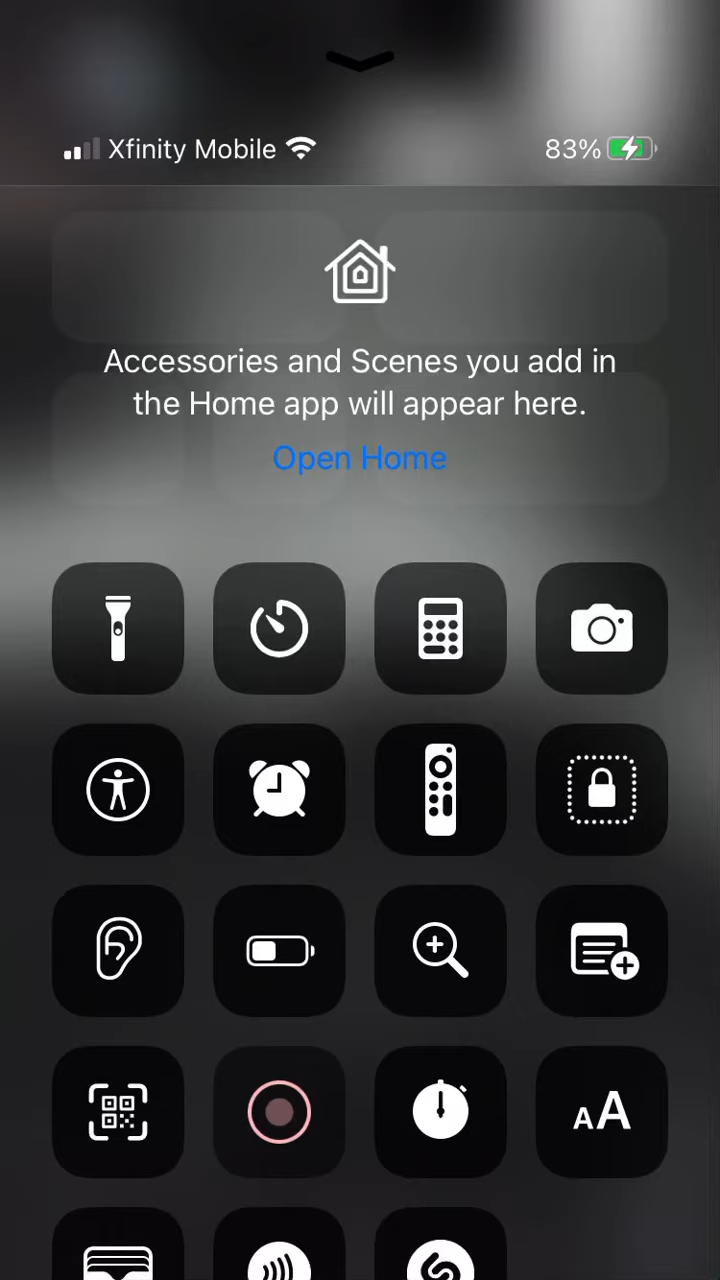 Xfinity Mobile 83%
Accessories and Scenes you add in
the Home app will appear here.
Open Home
AA